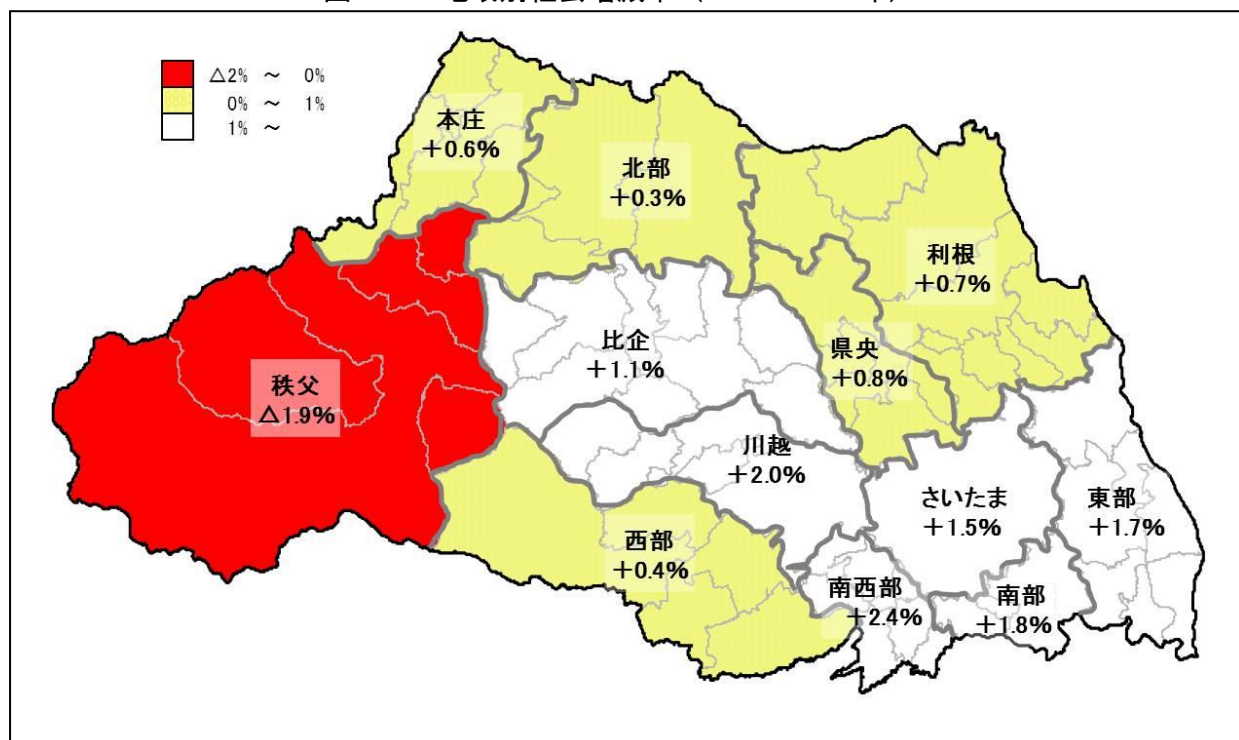 △2% ～ 0%
0% ～ 1%
1% ～
本庄
＋0.6%
北部
＋0.3%
利根
＋0.7%
比企
＋1.1%
県央
＋0.8%
秩父
△1.9%
川越
＋2.0%
さいたま
＋1.5%
東部
＋1.7%
西部
＋0.4%
南西部
＋2.4%
南部
＋1.8%